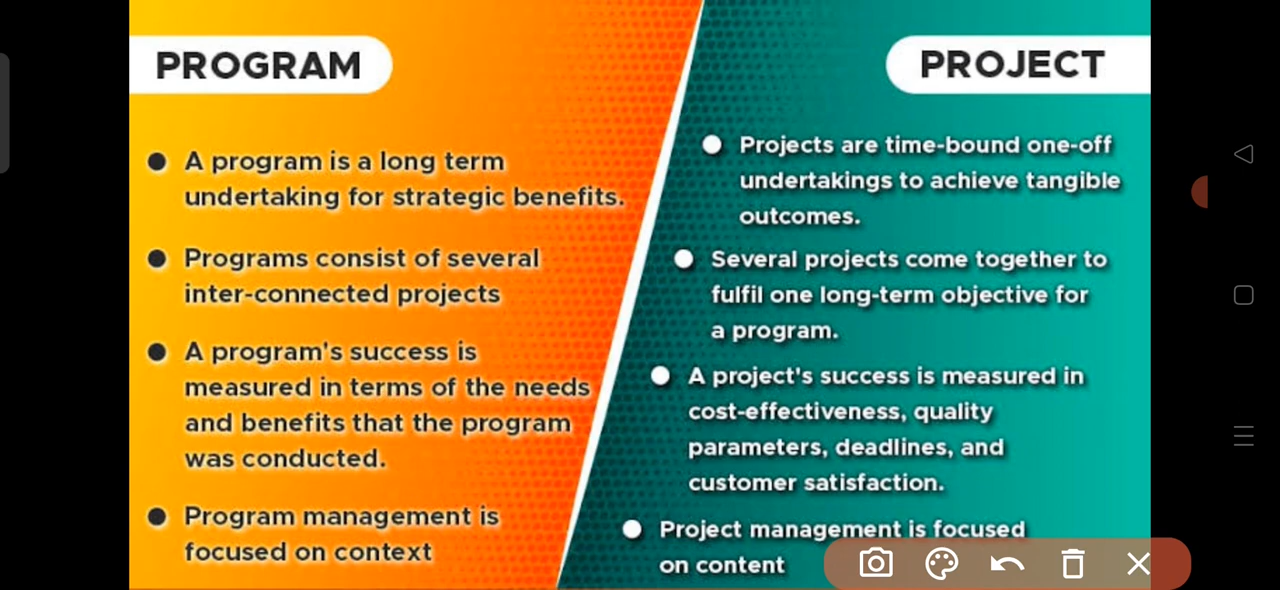 PROGRAM
A program is a long term
undertaking for strategic benefits.
Programs consist of several
inter-connected projects
A program's success is
measured in terms of the needs
and benefits that the program
was conducted.
Program management is
focused on context
PROJECT
Projects are time-bound one-off
undertakings to achieve tangible
outcomes.
Several projects come together to
fulfil one long-term objective for
a program.
A project's success is measured in
cost-effectiveness, quality
parameters, deadlines, and
customer satisfaction.
Project management is focused
on content